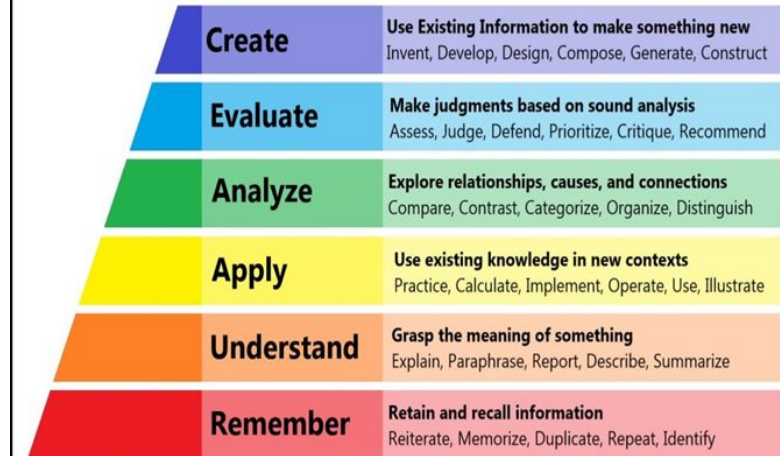 Create
Use Existing Information to make something new
Invent, Develop, Design, Compose, Generate, Construct
Evaluate
Make judgments based on sound analysis
Assess, Judge, Defend, Prioritize, Critique, Recommend
Analyze
Explore relationships, causes, and connections
Compare, Contrast, Categorize, Organize, Distinguish
Apply
Use existing knowledge in new contexts
Practice, Calculate, Implement, Operate, Use, Illustrate
Understand
Grasp the meaning of something
Explain, Paraphrase, Report, Describe, Summarize
Remember
Retain and recall information
Reiterate, Memorize, Duplicate, Repeat, Identify